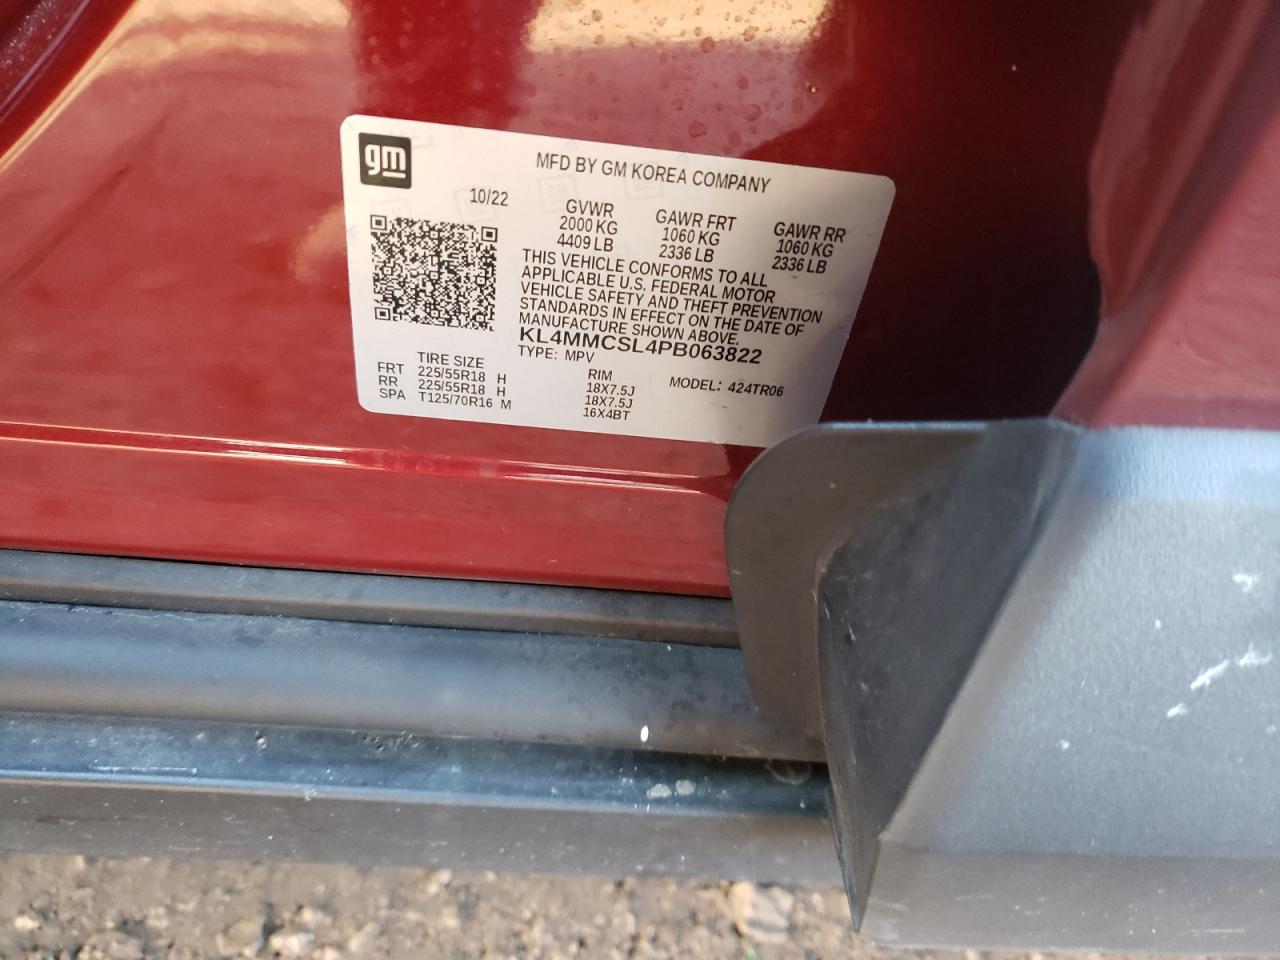 gm
MFD BY GM KOREA COMPANY
10/22
GVWR
2000 KG
4409 LB
GAWR FRT
1060 KG
2336 LB
GAWR RR
1060 KG
2336 LB
THIS VEHICLE CONFORMS TO ALL
APPLICABLE U.S. FEDERAL MOTOR
VEHICLE SAFETY AND THEFT PREVENTION
STANDARDS IN EFFECT ON THE DATE OF
MANUFACTURE SHOWN ABOVE.
KL4MMCSL4PB063822
TYPE: MPV
TIRE SIZE
RIM
MODEL: 424TR06
FRT 225/55R18 H 18X7.5J
RR 225/55R18 H 18X7.5J
SPA T125/70R16 M 16X4BT